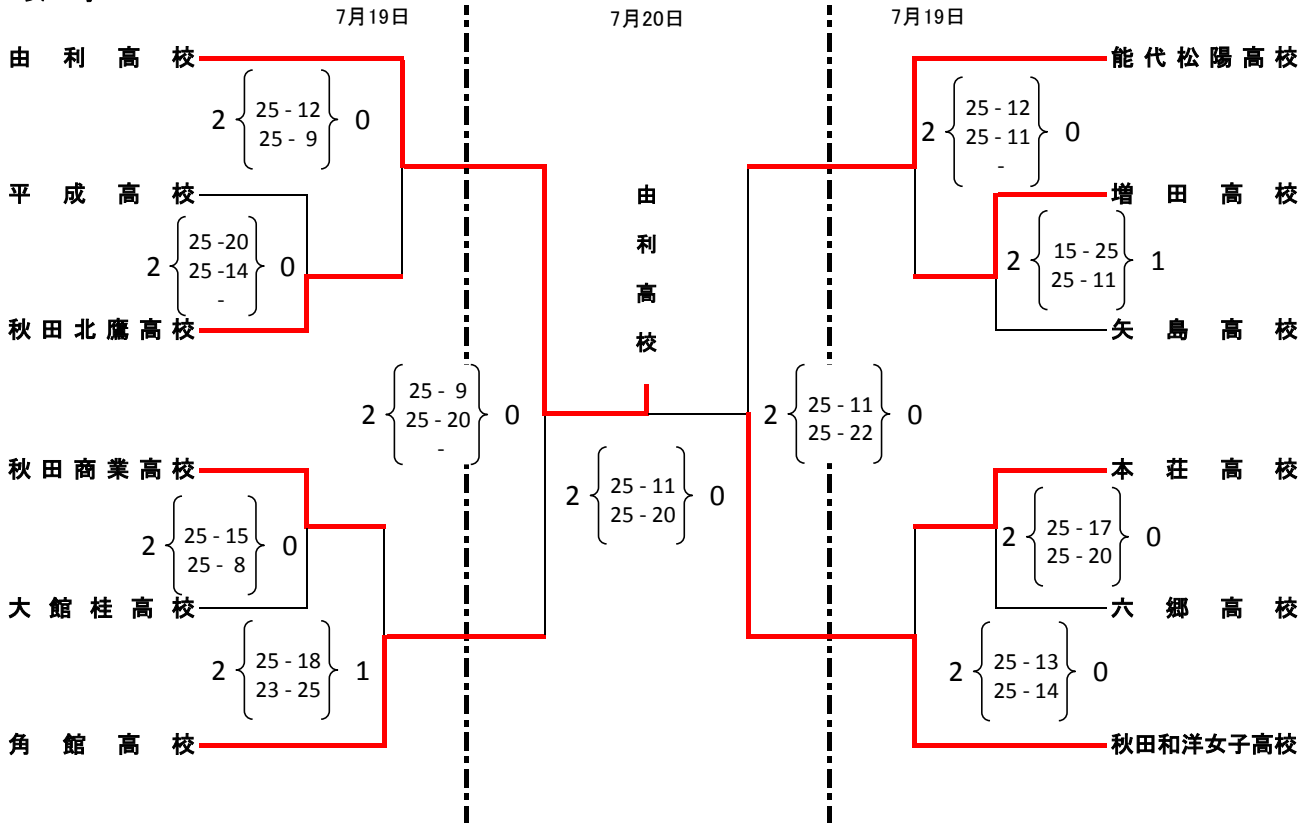 7月19日
7月20日
7月19日
由利高校
能代松陽高校
2 25 - 12 0
25 - 9
2 25 - 12 0
25 - 11
-
平成高校
増田高校
由利高校
2 25 -20 0
25 -14
-
2 15 - 25 1
25 - 11
秋田北鷹高校
矢島高校
2 25 - 9 0
25 - 20
-
2 25 - 11 0
25 - 22
秋田商業高校
本荘高校
2 25 - 11 0
25 - 20
2 25 - 15 0
25 - 8
2 25 - 17 0
25 - 20
大館桂高校
六郷高校
2 25 - 18 1
23 - 25
2 25 - 13 0
25 - 14
角館高校
秋田和洋女子高校